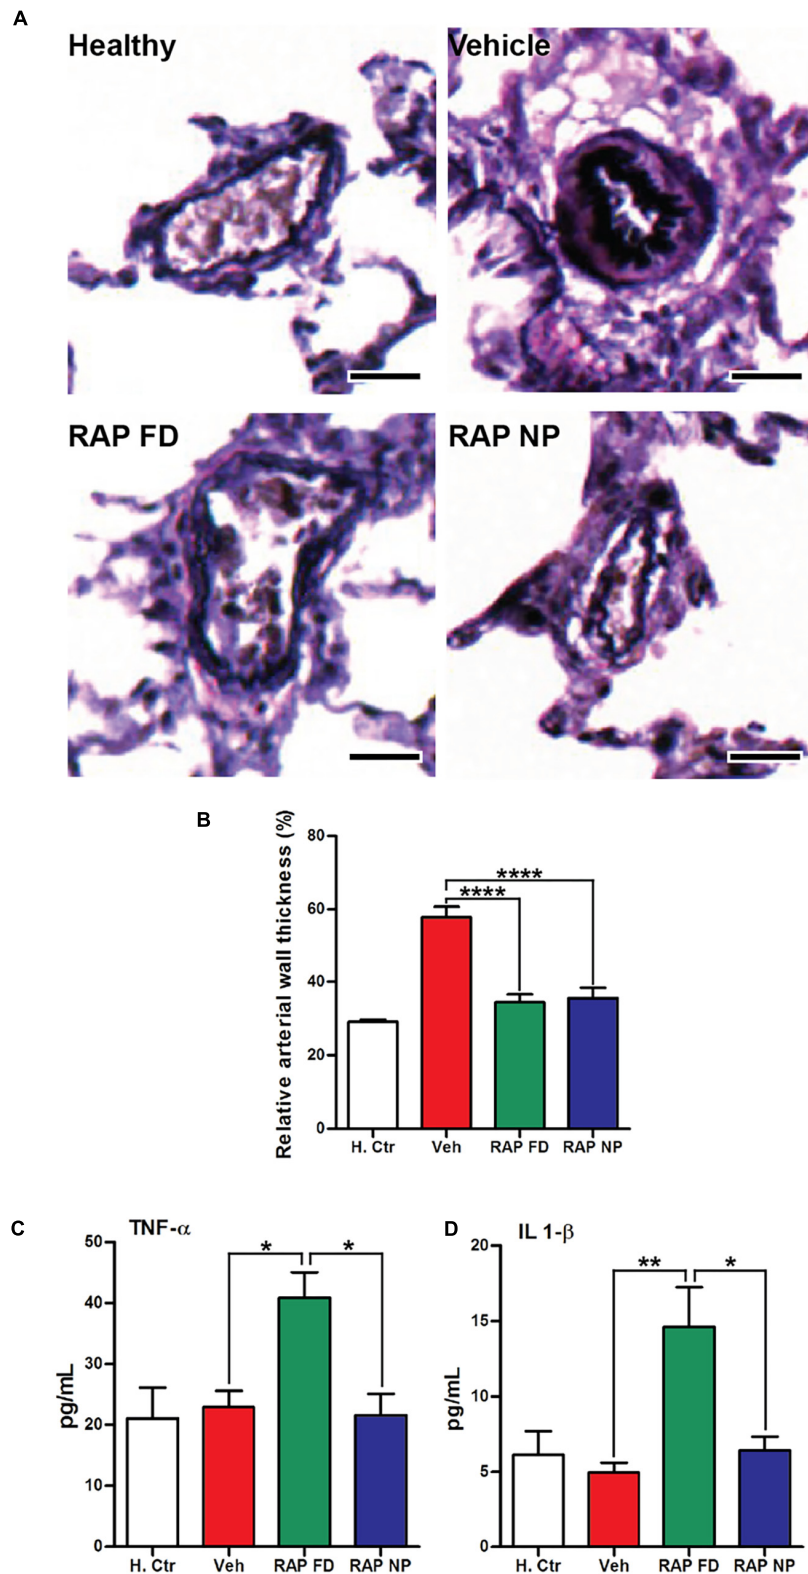 A
Healthy
Vehicle
RAP FD
RAP NP
B
Relative arterial wall thickness (%)
80
60
40
20
0
****
****
H. Ctr
Veh
RAP FD
RAP NP
C
TNF-α
pg/mL
50
40
30
20
10
0
*
*
H. Ctr
Veh
RAP FD
RAP NP
D
IL 1-β
pg/mL
20
15
10
5
0
**
*
H. Ctr
Veh
RAP FD
RAP NP